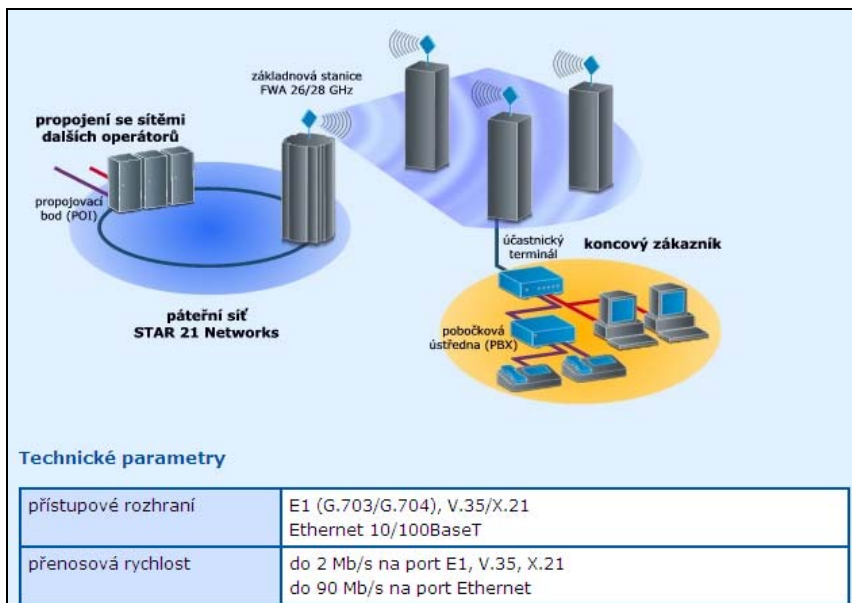 základnová stanice
FWA 26/28 GHz
propojení se sítěmi
dalších operátorů
propojovací
bod (POI)
účastnický
terminál
koncový zákazník
páteřní síť
STAR 21 Networks
pobočková
ústředna (PBX)
Technické parametry
přístupové rozhraní
E1 (G.703/G.704), V.35/X.21
Ethernet 10/100BaseT
přenosová rychlost
do 2 Mb/s na port E1, V.35, X.21
do 90 Mb/s na port Ethernet